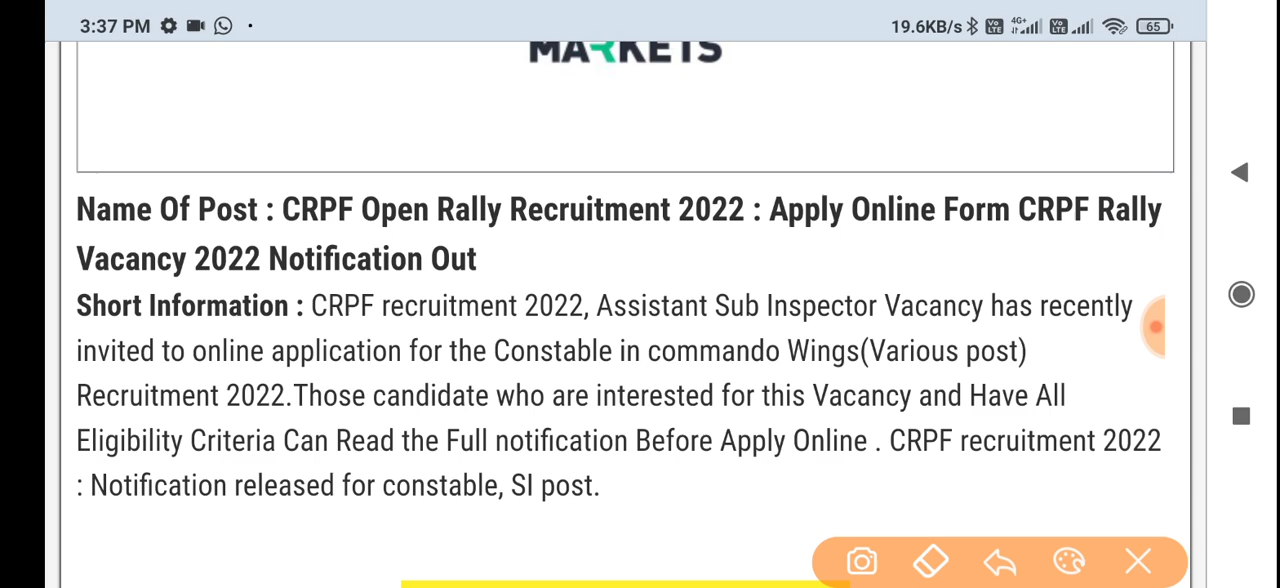 3:37 PM
19.6KB/s 4G+ 65
MARKETS
Name Of Post : CRPF Open Rally Recruitment 2022 : Apply Online Form CRPF Rally
Vacancy 2022 Notification Out
Short Information : CRPF recruitment 2022, Assistant Sub Inspector Vacancy has recently
invited to online application for the Constable in commando Wings(Various post)
Recruitment 2022.Those candidate who are interested for this Vacancy and Have All
Eligibility Criteria Can Read the Full notification Before Apply Online . CRPF recruitment 2022
: Notification released for constable, SI post.